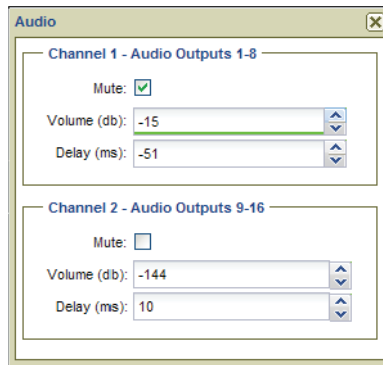 Audio
Channel 1 - Audio Outputs 1-8
Mute:
Volume (db): -15
Delay (ms): -51
Channel 2 - Audio Outputs 9-16
Mute:
Volume (db): -144
Delay (ms): 10